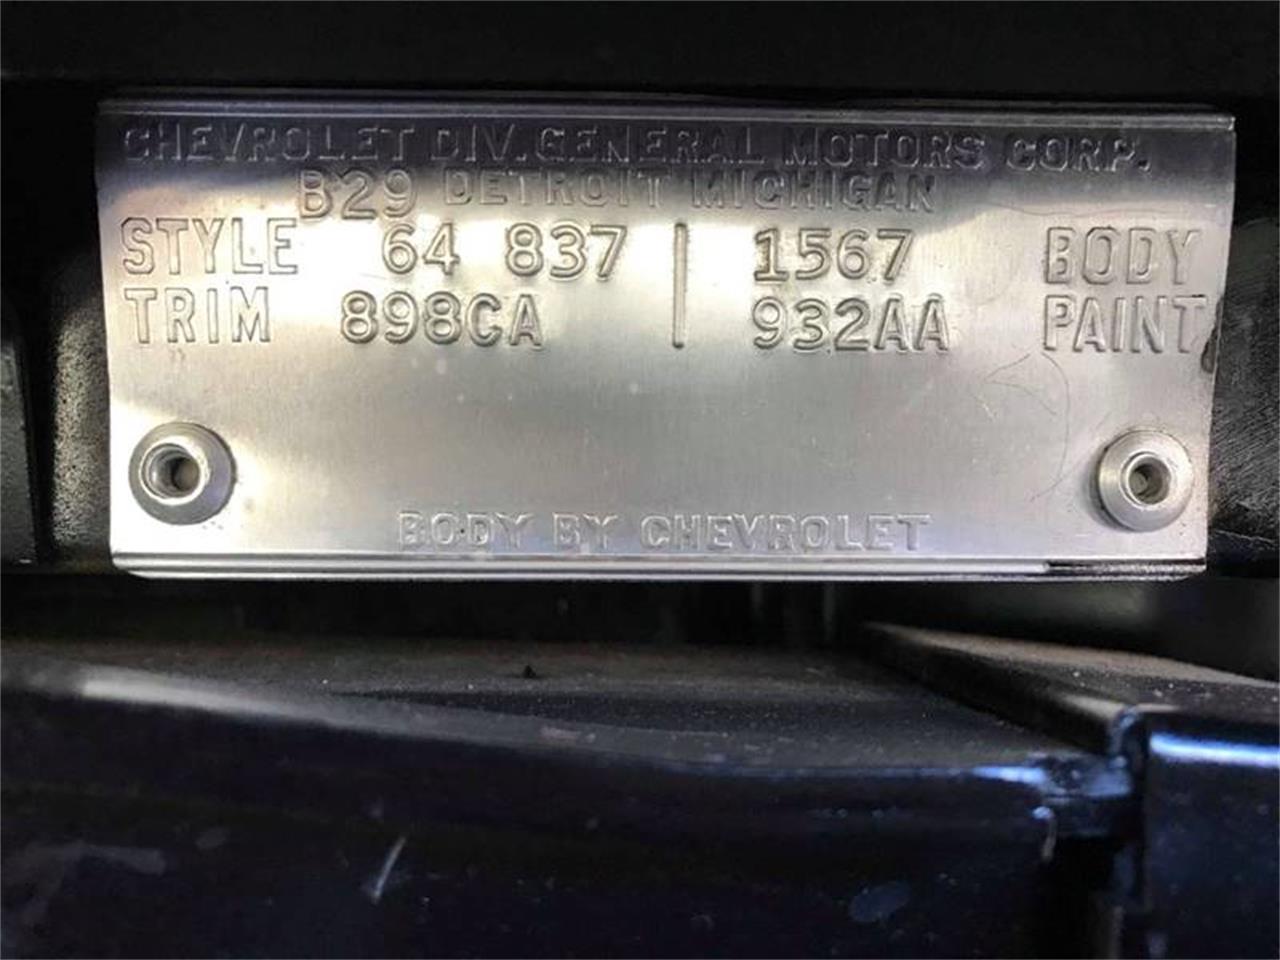 CHEVROLET DIV. GENERAL MOTORS CORP.
B29 DETROIT MICHIGAN
STYLE 64 837 | 1567 BODY
TRIM 898CA | 932AA PAINT
BODY BY CHEVROLET